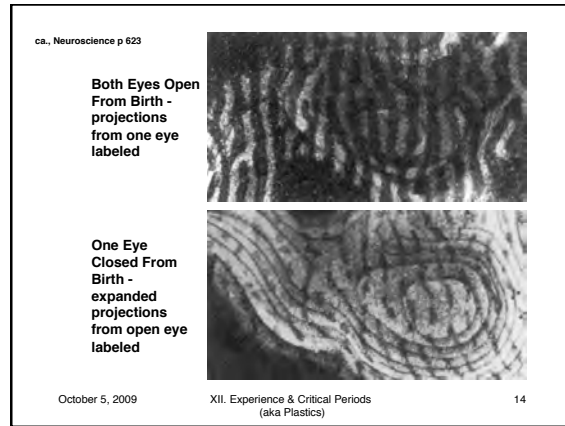 ca., Neuroscience p 623
Both Eyes Open
From Birth -
projections
from one eye
labeled
One Eye
Closed From
Birth -
expanded
projections
from open eye
labeled
October 5, 2009
XII. Experience & Critical Periods
(aka Plastics)
14